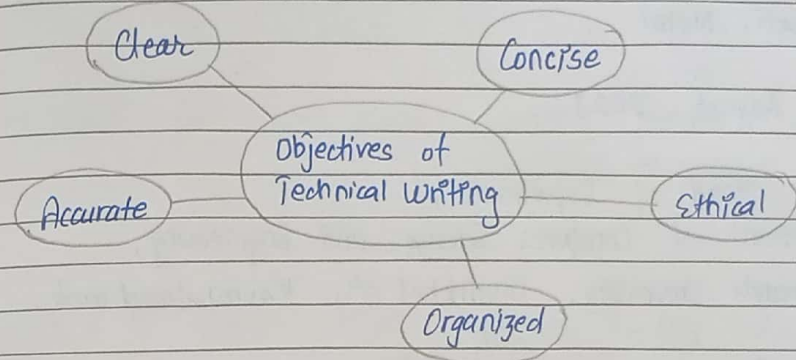 Clear
Concise
Objectives of
Technical Writing
Accurate
Ethical
Organized